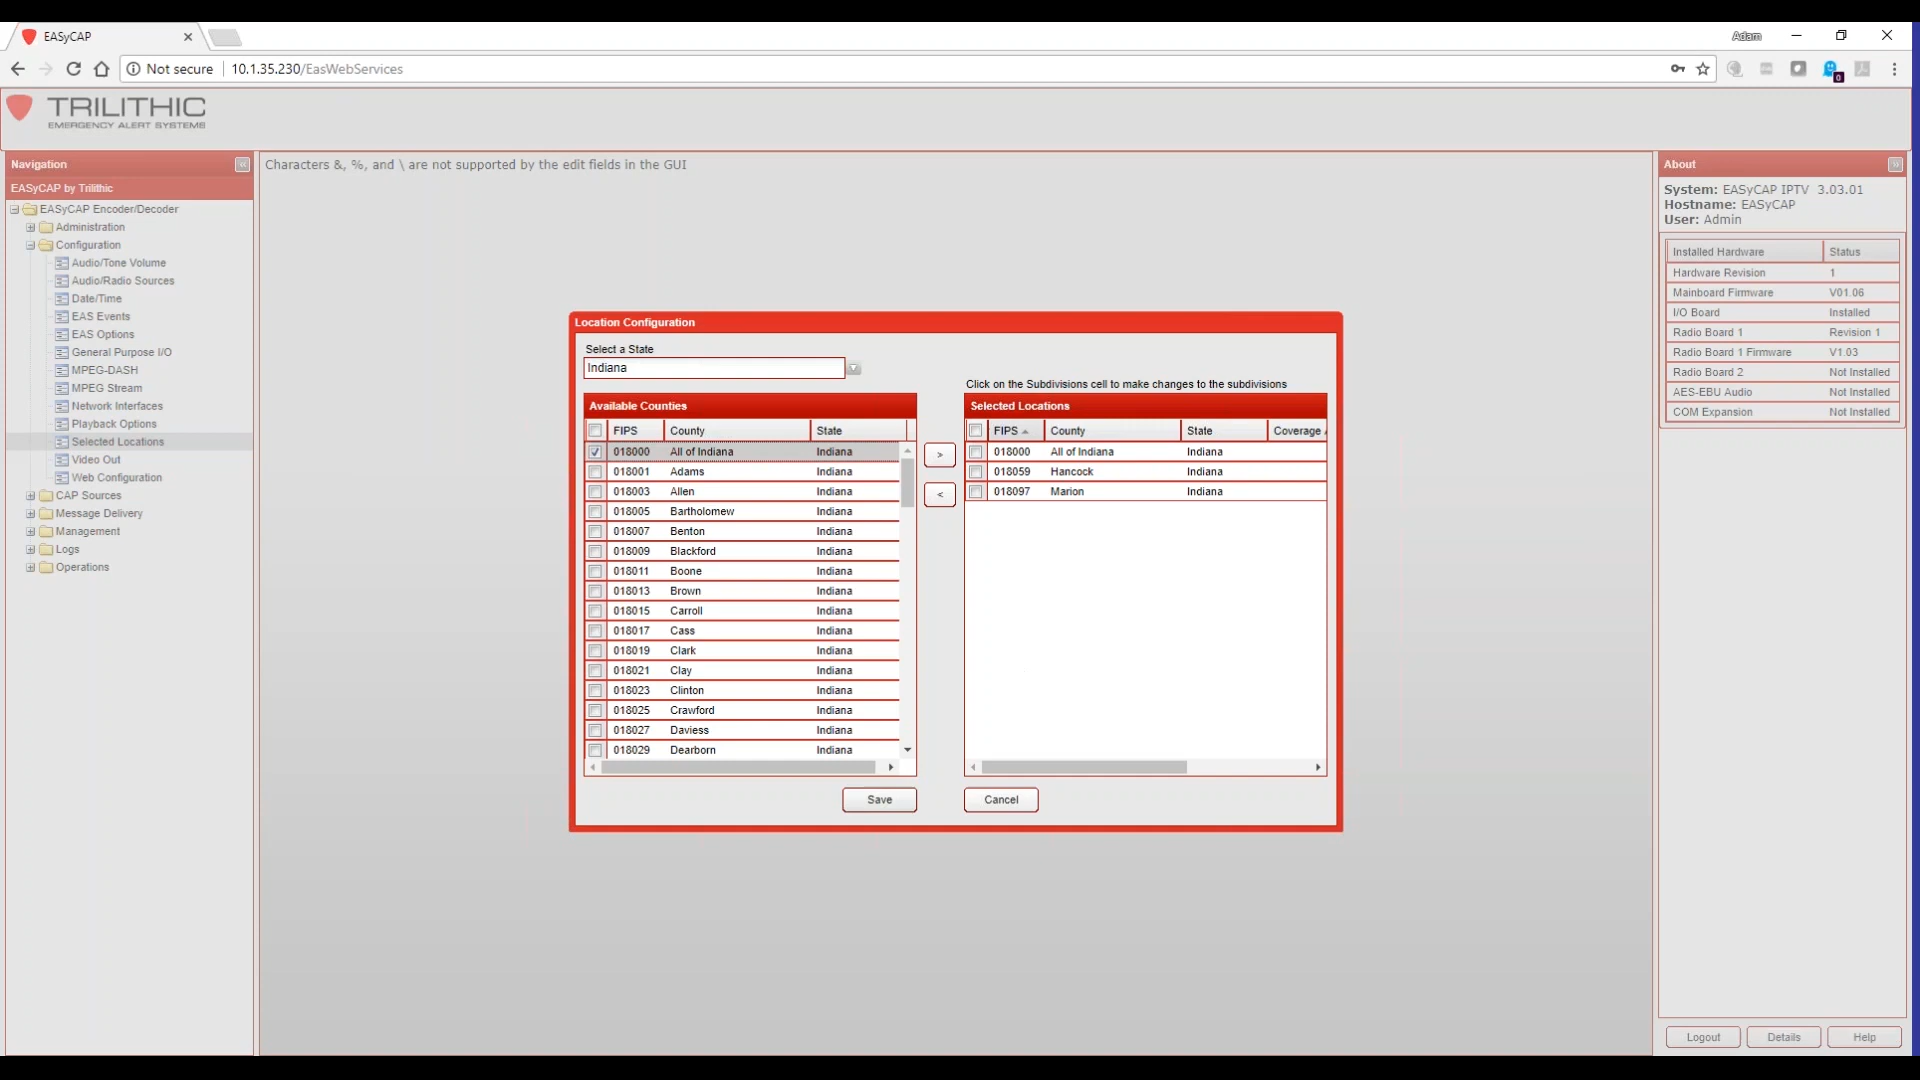 EASyCAP
Adam
Not secure 10.1.35.230/EasWebServices
0
TRILITHIC
EMERGENCY ALERT SYSTEMS
Navigation
EASyCAP by Trilithic
EASyCAP Encoder/Decoder
Administration
Configuration
Audio/Tone Volume
Audio/Radio Sources
Date/Time
EAS Events
EAS Options
General Purpose I/O
MPEG-DASH
MPEG Stream
Network Interfaces
Playback Options
Selected Locations
Video Out
Web Configuration
CAP Sources
Message Delivery
Management
Logs
Operations
Characters &, %, and \ are not supported by the edit fields in the GUI
Location Configuration
Select a State
Indiana
Available Counties
FIPS County State
018000 All of Indiana Indiana
018001 Adams Indiana
018003 Allen Indiana
018005 Bartholomew Indiana
018007 Benton Indiana
018009 Blackford Indiana
018011 Boone Indiana
018013 Brown Indiana
018015 Carroll Indiana
018017 Cass Indiana
018019 Clark Indiana
018021 Clay Indiana
018023 Clinton Indiana
018025 Crawford Indiana
018027 Daviess Indiana
018029 Dearborn Indiana
>
<
Click on the Subdivisions cell to make changes to the subdivisions
Selected Locations
FIPS County State Coverage
018000 All of Indiana Indiana
018059 Hancock Indiana
018097 Marion Indiana
Save
Cancel
About
System: EASyCAP IPTV 3.03.01
Hostname: EASyCAP
User: Admin
Installed Hardware Status
Hardware Revision 1
Mainboard Firmware V01.06
I/O Board Installed
Radio Board 1 Revision 1
Radio Board 1 Firmware V1.03
Radio Board 2 Not Installed
AES-EBU Audio Not Installed
COM Expansion Not Installed
Logout
Details
Help